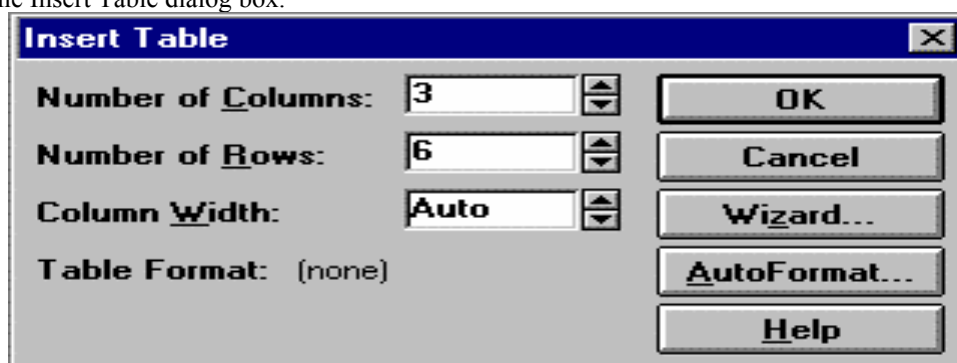 the Insert Table dialog box.
Insert Table
Number of Columns: 3
OK
Number of Rows: 6
Cancel
Column Width: Auto
Wizard...
Table Format: (none)
AutoFormat...
Help